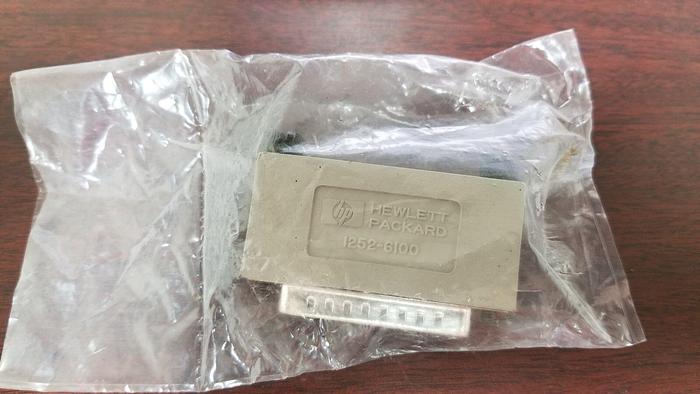 hp
HEWLETT
PACKARD
1252-6100